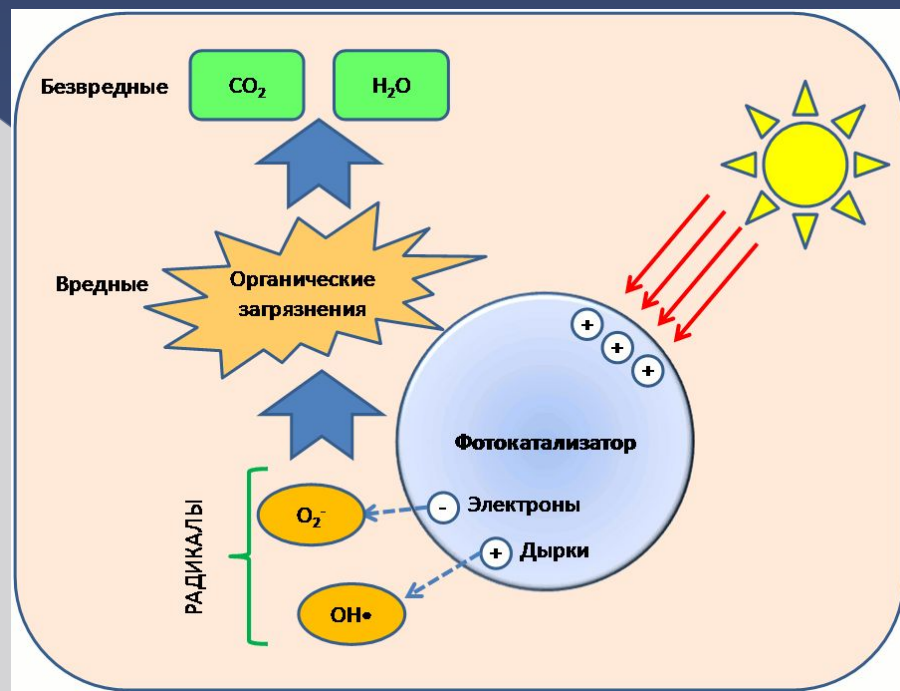 Безвредные
CO₂
H₂O
Вредные
Органические
загрязнения
+
+
+
Фотокатализатор
- Электроны
+ Дырки
РАДИКАЛЫ
O₂⁻
OH•